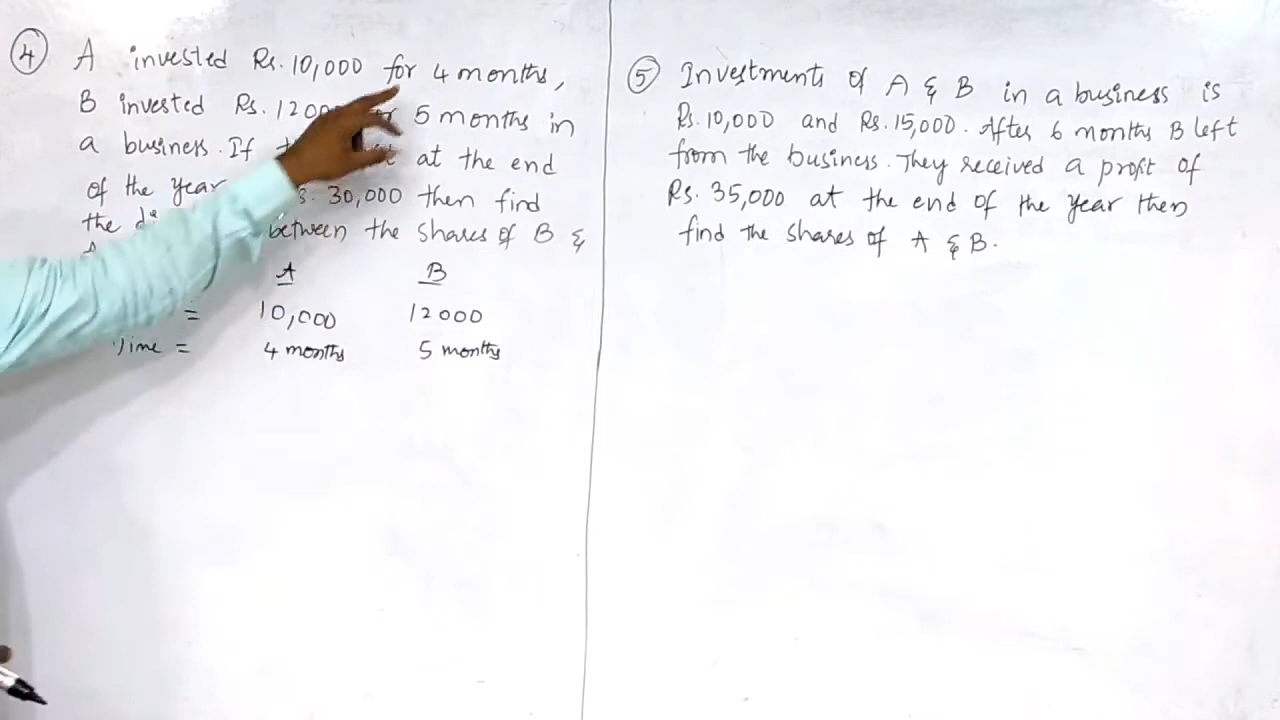 ④ A invested Rs. 10,000 for 4 months,
B invested Rs. 12000 5 months in
a business. If at the end
of the year 30,000 then find
the between the shares of B &
A B
= 10,000 12000
Time = 4 months 5 months
⑤ Investments of A & B in a business is
Rs. 10,000 and Rs. 15,000. After 6 months B left
from the business. They received a profit of
Rs. 35,000 at the end of the year then
find the shares of A & B.